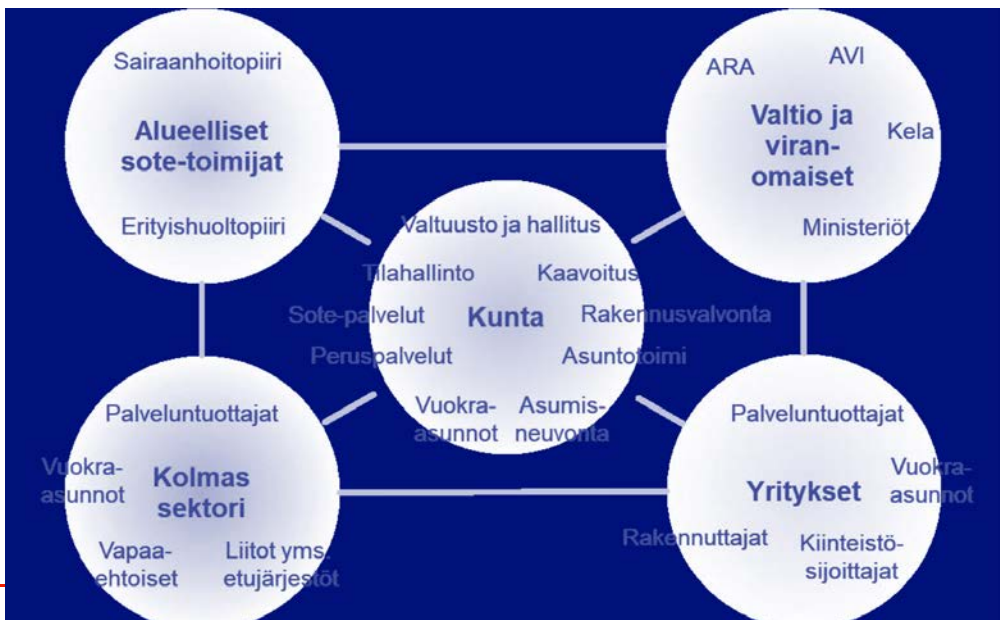 Sairaanhoitopiiri
Alueelliset
sote-toimijat
Erityishuoltopiiri
ARA
AVI
Valtio ja
viran-
omaiset
Kela
Ministeriöt
Valtuusto ja hallitus
Tilahallinto
Kaavoitus
Sote-palvelut
Kunta
Rakennusvalvonta
Peruspalvelut
Asuntotoimi
Vuokra-
asunnot
Asumis-
neuvonta
Palveluntuottajat
Vuokra-
asunnot
Kolmas
sektori
Vapaa-
ehtoiset
Liitot yms.
etujärjestöt
Palveluntuottajat
Vuokra-
asunnot
Yritykset
Rakennuttajat
Kiinteistö-
sijoittajat